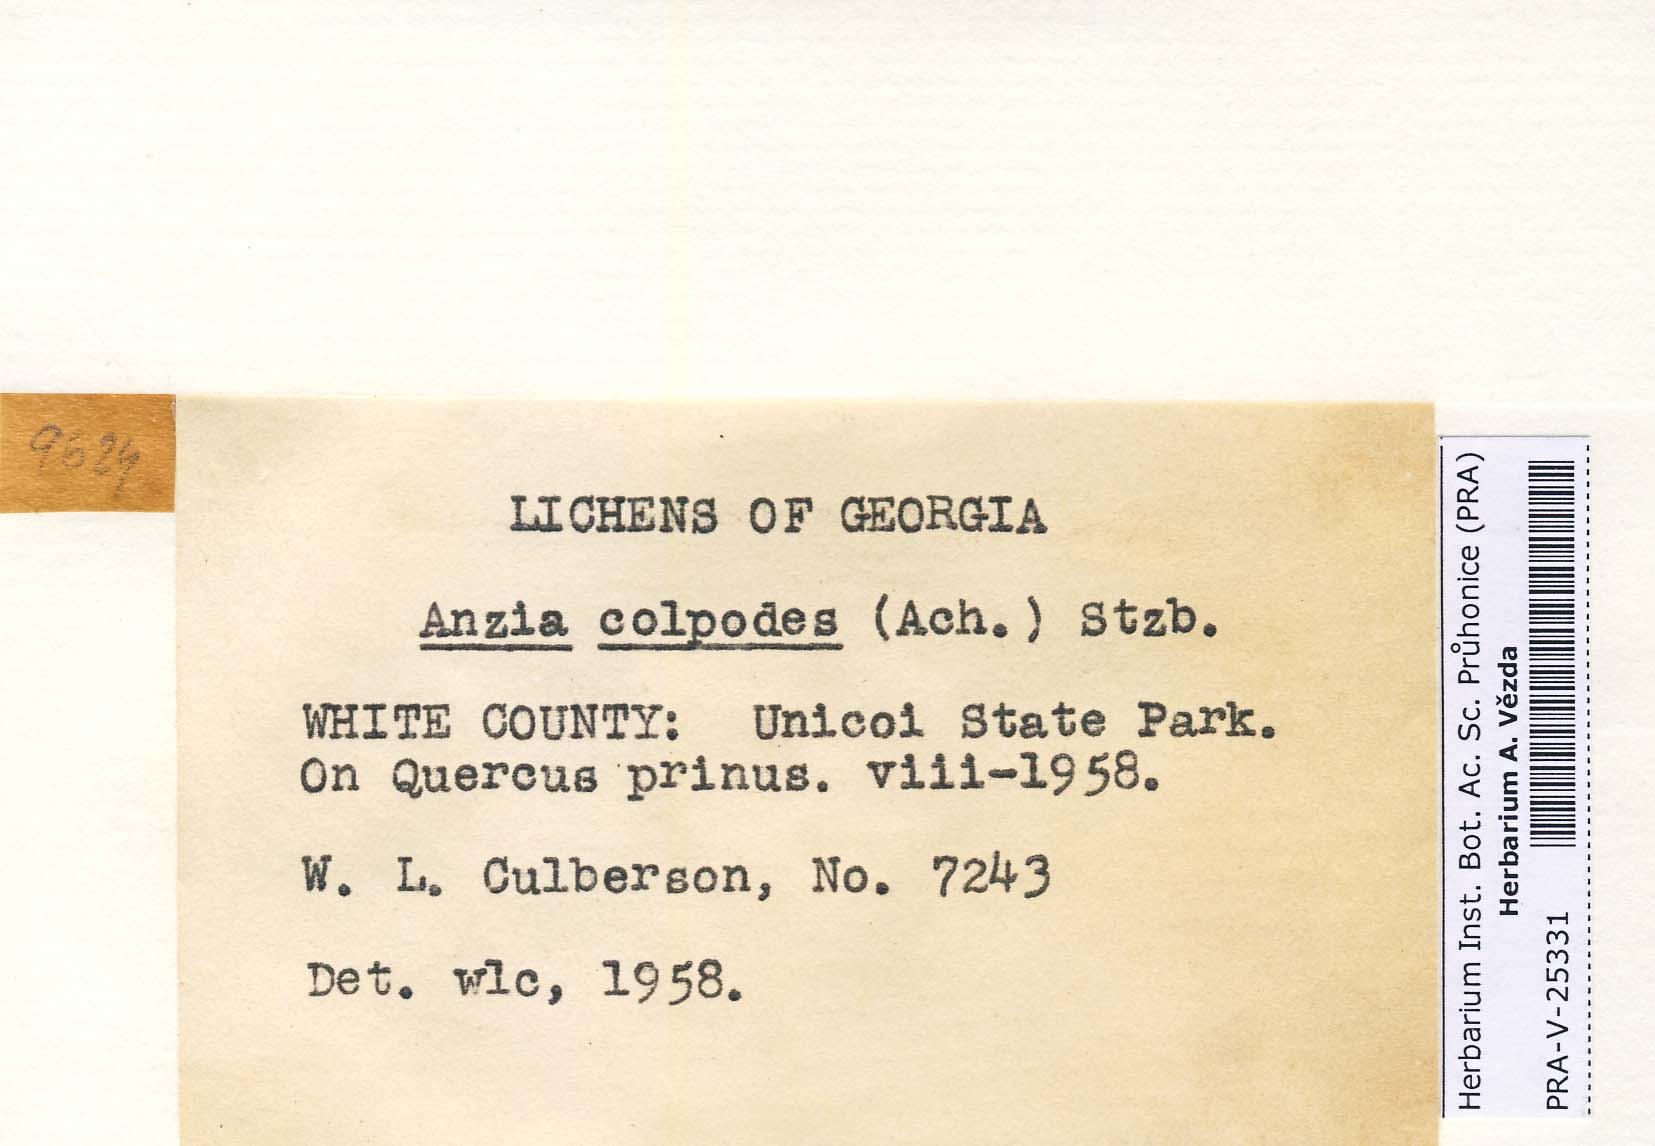 9624
LICHENS OF GEORGIA
Anzia colpodes (Ach.) Stzb.
WHITE COUNTY: Unicoi State Park.
On Quercus prinus. viii-1958.
W. L. Culberson, No. 7243
Det. wlc, 1958.
Herbarium Inst. Bot. Ac. Sc. Průhonice (PRA)
Herbarium A. Vězda
PRA-V-25331